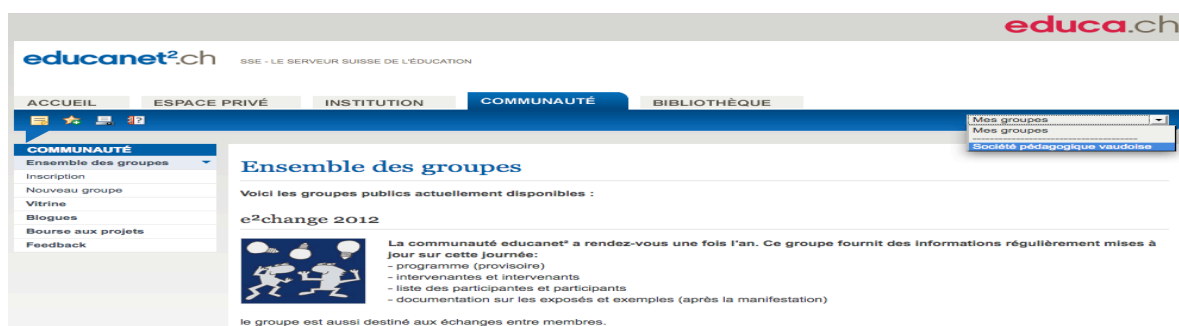 educa.ch
educanet².ch SSE - LE SERVEUR SUISSE DE L'ÉDUCATION
ACCUEIL ESPACE PRIVÉ INSTITUTION COMMUNAUTÉ BIBLIOTHÈQUE
Mes groupes
Mes groupes
Société pédagogique vaudoise
COMMUNAUTÉ
Ensemble des groupes
Inscription
Nouveau groupe
Vitrine
Blogues
Bourse aux projets
Feedback
Ensemble des groupes
Voici les groupes publics actuellement disponibles :
e²change 2012
La communauté educanet² a rendez-vous une fois l'an. Ce groupe fournit des informations régulièrement mises à
jour sur cette journée:
- programme (provisoire)
- intervenantes et intervenants
- liste des participantes et participants
- documentation sur les exposés et exemples (après la manifestation)
le groupe est aussi destiné aux échanges entre membres.